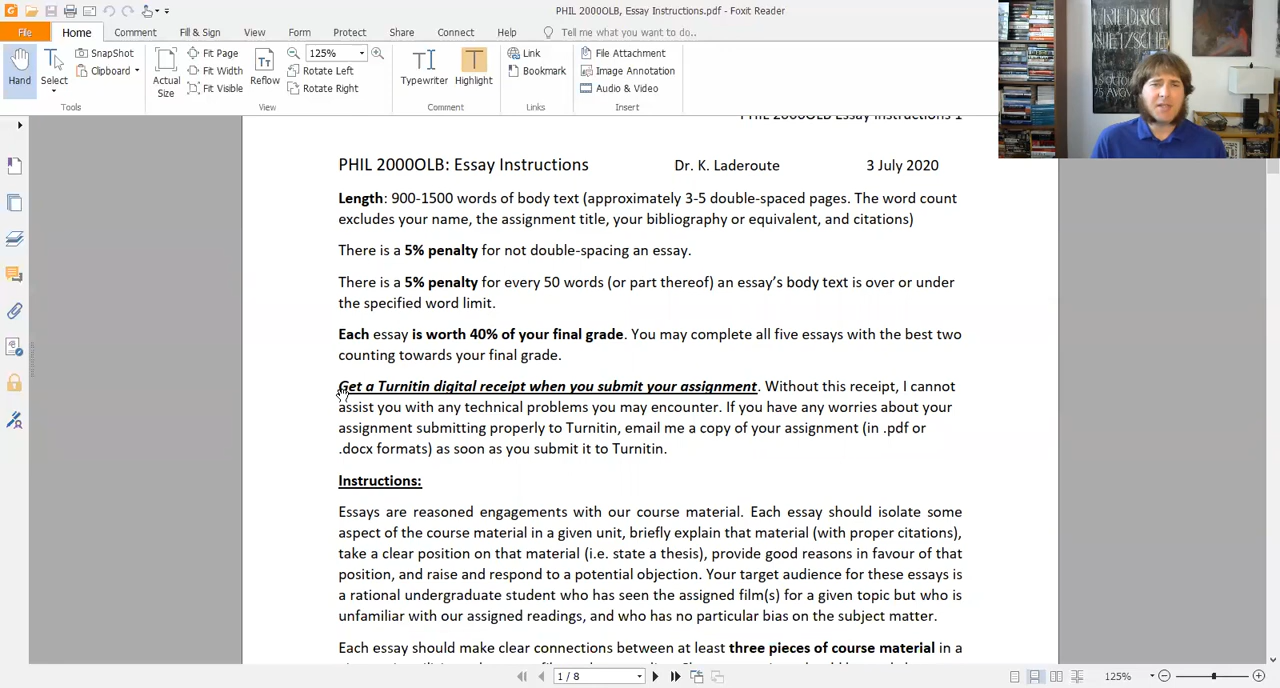 PHIL 2000OLB, Essay Instructions.pdf - Foxit Reader
File Home Comment Fill & Sign View Form Protect Share Connect Help Tell me what you want to do..
Hand
Select
SnapShot
Clipboard
Tools
Actual Size
Fit Page
Fit Width
Fit Visible
Reflow
125%
Rotate Left
Rotate Right
View
Typewriter
Highlight
Comment
Link
Bookmark
Links
File Attachment
Image Annotation
Audio & Video
Insert
FRIEDRICH
NIETZSCHE
15 OCTOBER
25 AUGU
PHIL 2000OLB Essay Instructions 1
PHIL 2000OLB: Essay Instructions Dr. K. Laderoute 3 July 2020
Length: 900-1500 words of body text (approximately 3-5 double-spaced pages. The word count
excludes your name, the assignment title, your bibliography or equivalent, and citations)
There is a 5% penalty for not double-spacing an essay.
There is a 5% penalty for every 50 words (or part thereof) an essay’s body text is over or under
the specified word limit.
Each essay is worth 40% of your final grade. You may complete all five essays with the best two
counting towards your final grade.
Get a Turnitin digital receipt when you submit your assignment. Without this receipt, I cannot
assist you with any technical problems you may encounter. If you have any worries about your
assignment submitting properly to Turnitin, email me a copy of your assignment (in .pdf or
.docx formats) as soon as you submit it to Turnitin.
Instructions:
Essays are reasoned engagements with our course material. Each essay should isolate some
aspect of the course material in a given unit, briefly explain that material (with proper citations),
take a clear position on that material (i.e. state a thesis), provide good reasons in favour of that
position, and raise and respond to a potential objection. Your target audience for these essays is
a rational undergraduate student who has seen the assigned film(s) for a given topic but who is
unfamiliar with our assigned readings, and who has no particular bias on the subject matter.
Each essay should make clear connections between at least three pieces of course material in a
1 / 8
125%